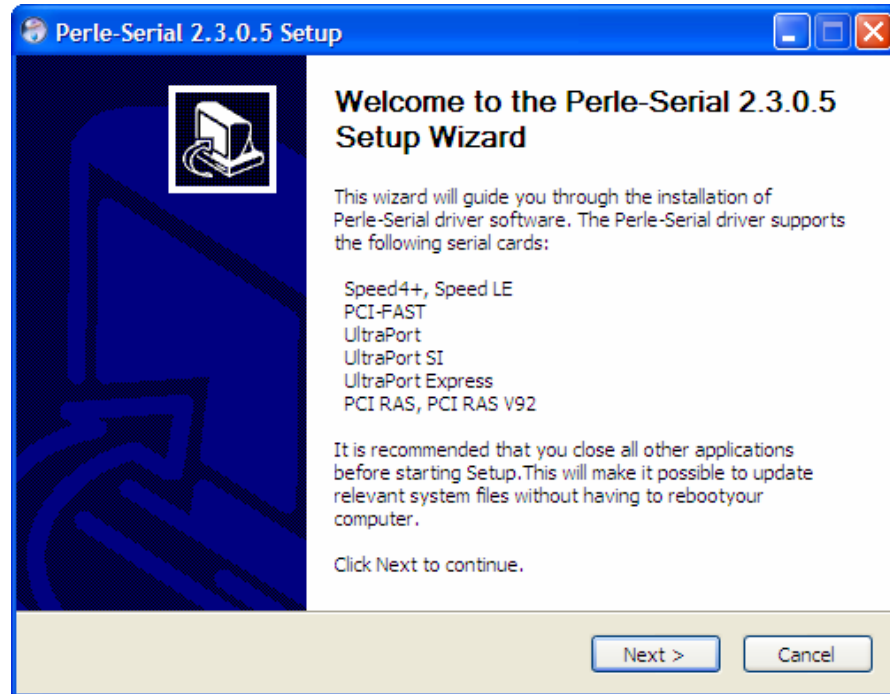 Perle-Serial 2.3.0.5 Setup
Welcome to the Perle-Serial 2.3.0.5
Setup Wizard
This wizard will guide you through the installation of
Perle-Serial driver software. The Perle-Serial driver supports
the following serial cards:
Speed4+, Speed LE
PCI-FAST
UltraPort
UltraPort SI
UltraPort Express
PCI RAS, PCI RAS V92
It is recommended that you close all other applications
before starting Setup.This will make it possible to update
relevant system files without having to rebootyour
computer.
Click Next to continue.
Next >
Cancel